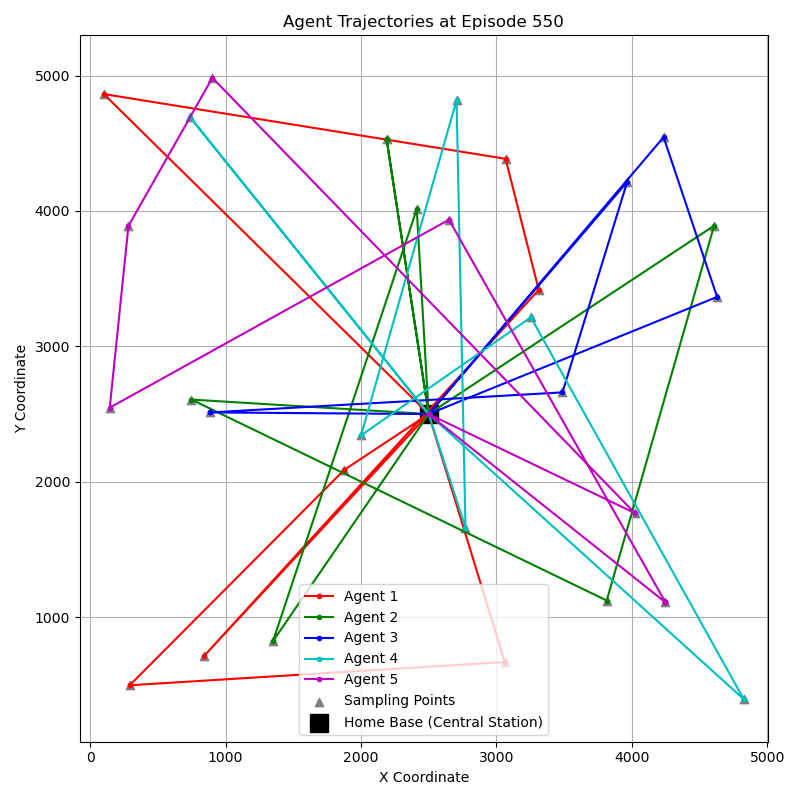 Agent Trajectories at Episode 550
Y Coordinate
5000
4000
3000
2000
1000
Agent 1
Agent 2
Agent 3
Agent 4
Agent 5
Sampling Points
Home Base (Central Station)
0 1000 2000 3000 4000 5000
X Coordinate